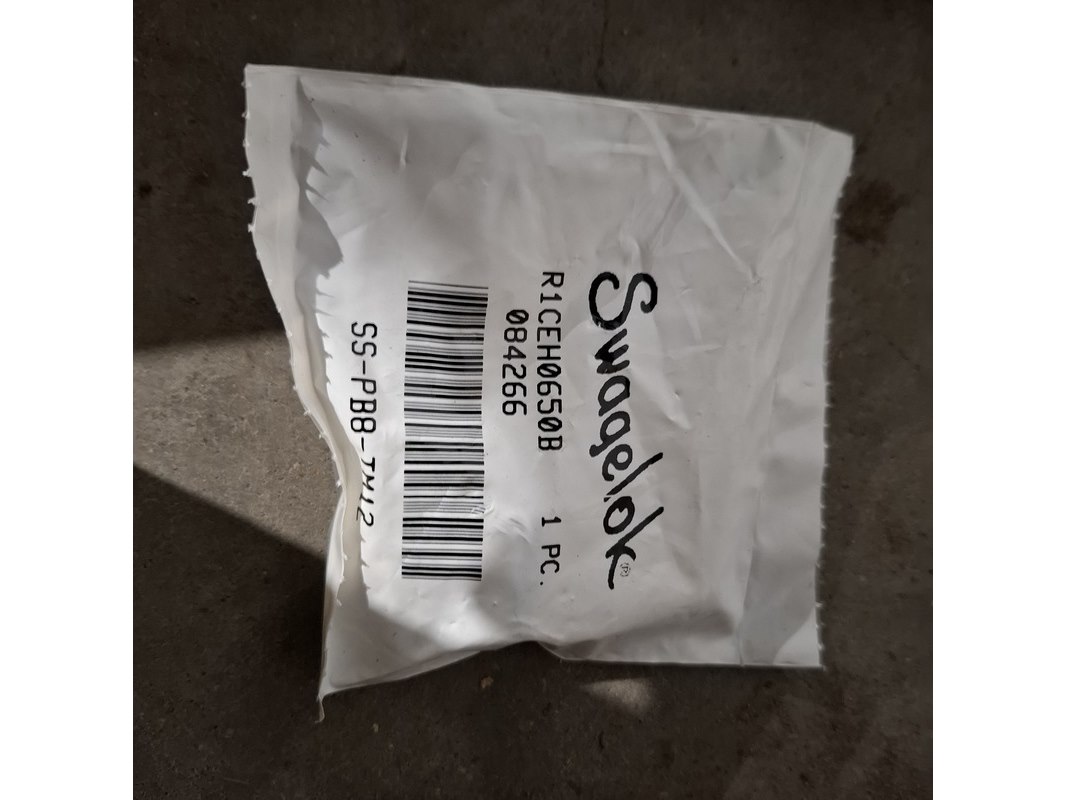 Swagelok®
R1CEH0650B 1 PC.
084266
SS-PB8-TM12